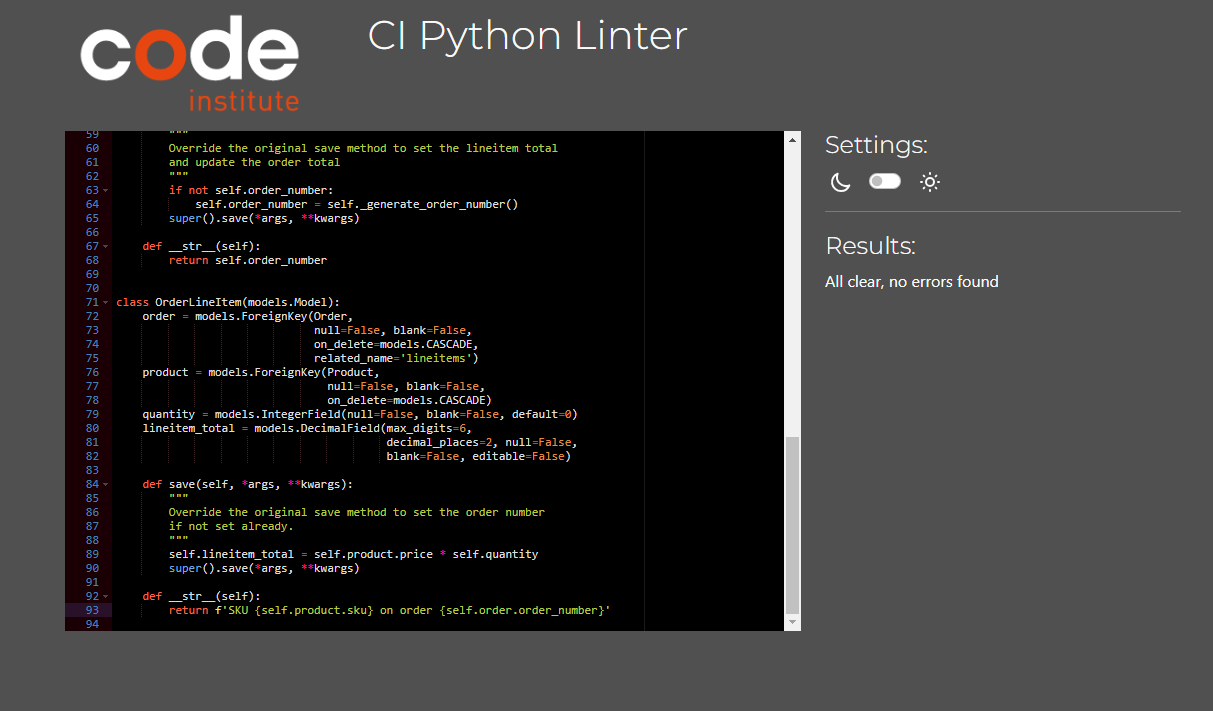 code
institute
CI Python Linter
59 """
60 Override the original save method to set the lineitem total
61 and update the order total
62 """
63 if not self.order_number:
64 self.order_number = self._generate_order_number()
65 super().save(*args, **kwargs)
66
67 def __str__(self):
68 return self.order_number
69
70
71 class OrderLineItem(models.Model):
72 order = models.ForeignKey(Order,
73 null=False, blank=False,
74 on_delete=models.CASCADE,
75 related_name='lineitems')
76 product = models.ForeignKey(Product,
77 null=False, blank=False,
78 on_delete=models.CASCADE)
79 quantity = models.IntegerField(null=False, blank=False, default=0)
80 lineitem_total = models.DecimalField(max_digits=6,
81 decimal_places=2, null=False,
82 blank=False, editable=False)
83
84 def save(self, *args, **kwargs):
85 """
86 Override the original save method to set the order number
87 if not set already.
88 """
89 self.lineitem_total = self.product.price * self.quantity
90 super().save(*args, **kwargs)
91
92 def __str__(self):
93 return f'SKU {self.product.sku} on order {self.order.order_number}'
94
Settings:
Results:
All clear, no errors found